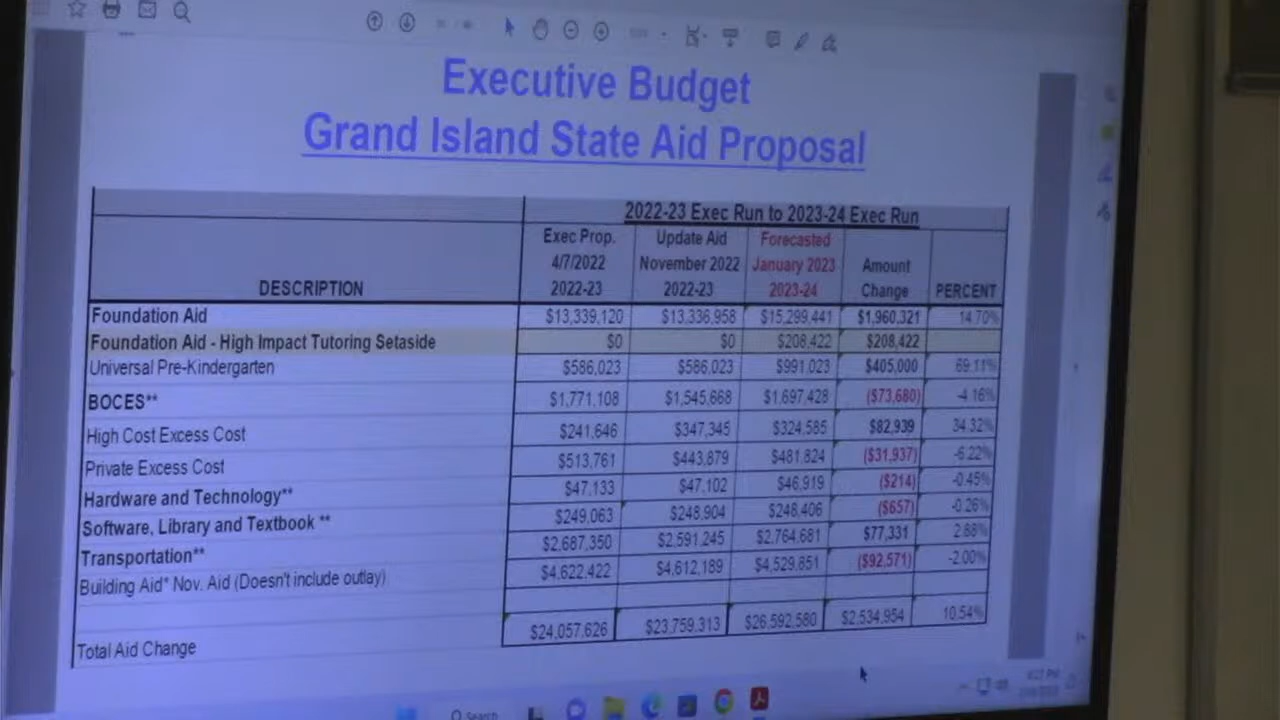 Executive Budget
Grand Island State Aid Proposal
2022-23 Exec Run to 2023-24 Exec Run
DESCRIPTION Exec Prop. 4/7/2022 2022-23 Update Aid November 2022 2022-23 Forecasted January 2023 2023-24 Amount Change PERCENT
Foundation Aid $13,339,120 $13,336,958 $15,299,441 $1,960,321 14.70%
Foundation Aid - High Impact Tutoring Setaside $0 $0 $208,422 $208,422
Universal Pre-Kindergarten $586,023 $586,023 $991,023 $405,000 69.11%
BOCES** $1,771,108 $1,545,668 $1,697,428 ($73,680) -4.16%
High Cost Excess Cost $241,646 $347,345 $324,585 $82,939 34.32%
Private Excess Cost $513,761 $443,879 $481,824 ($31,937) -6.22%
Hardware and Technology** $47,133 $47,102 $46,919 ($214) -0.45%
Software, Library and Textbook ** $249,063 $248,904 $248,406 ($657) -0.26%
Transportation** $2,687,350 $2,591,245 $2,764,681 $77,331 2.88%
Building Aid* Nov. Aid (Doesn't include outlay) $4,622,422 $4,612,189 $4,529,851 ($92,571) -2.00%
Total Aid Change $24,057,626 $23,759,313 $26,592,580 $2,534,954 10.54%
Search